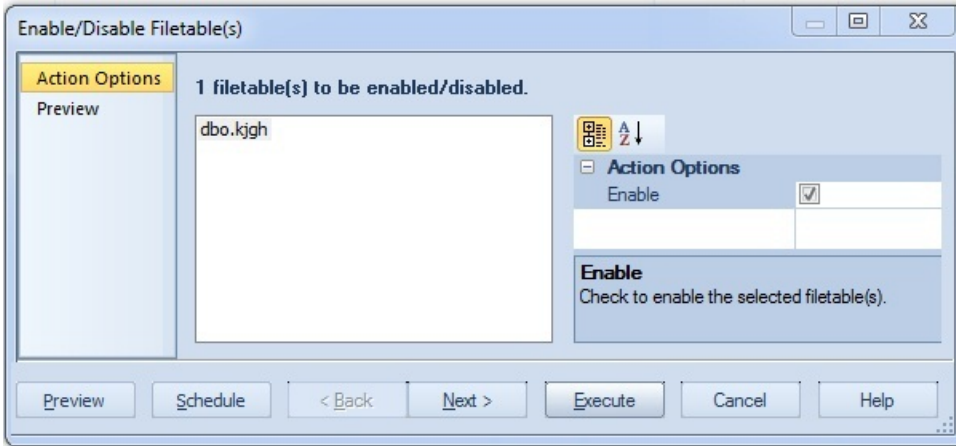 Enable/Disable Filetable(s)
Action Options
Preview
1 filetable(s) to be enabled/disabled.
dbo.kjgh
A
Z
Action Options
Enable
Enable
Check to enable the selected filetable(s).
Preview
Schedule
< Back
Next >
Execute
Cancel
Help